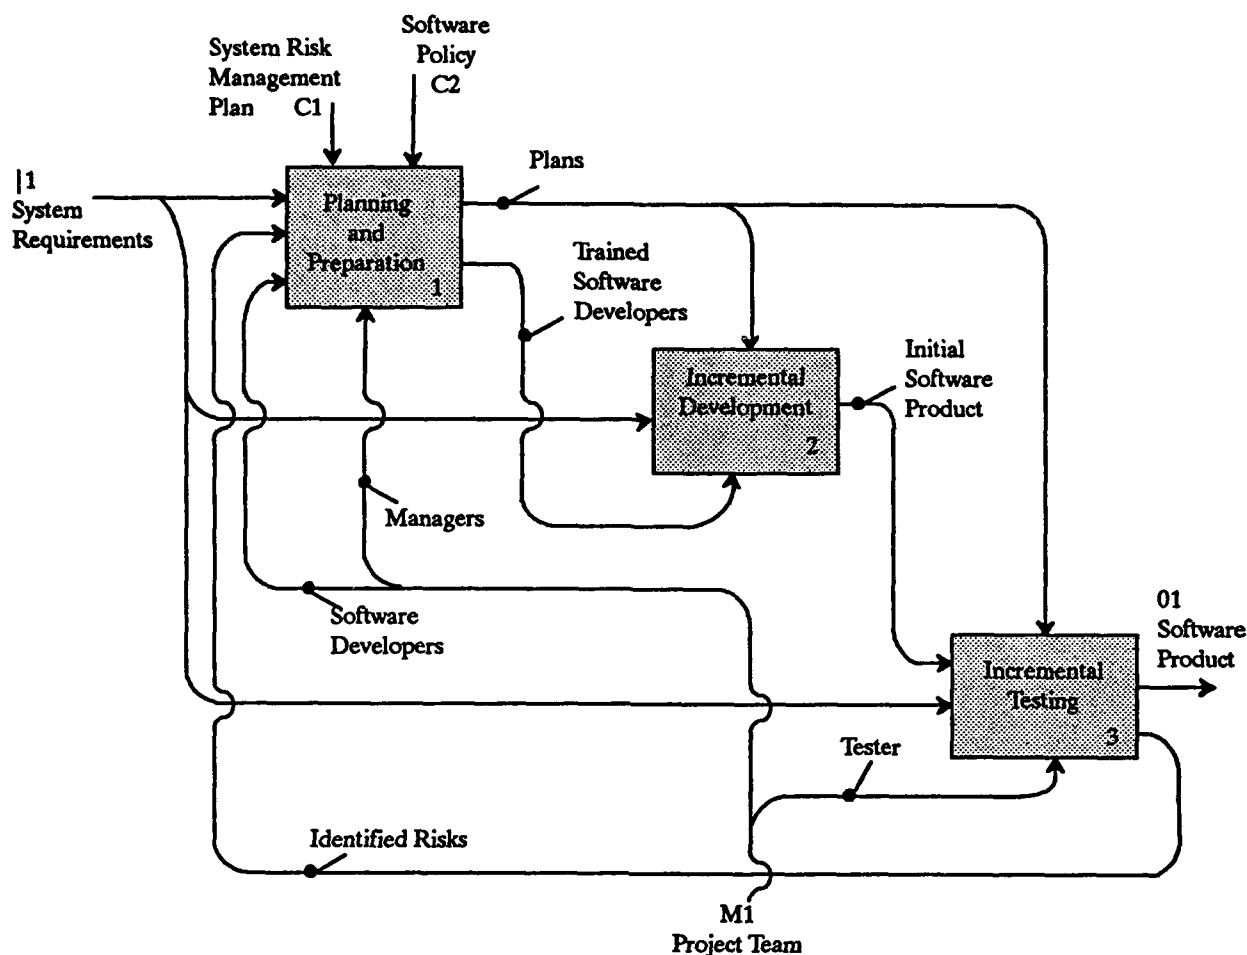 Software
Policy
C2
System Risk
Management
Plan C1
|1
System
Requirements
Planning
and
Preparation
1
Plans
Trained
Software
Developers
Incremental
Development
2
Initial
Software
Product
Managers
Software
Developers
01
Software
Product
Incremental
Testing
3
Tester
Identified Risks
M1
Project Team